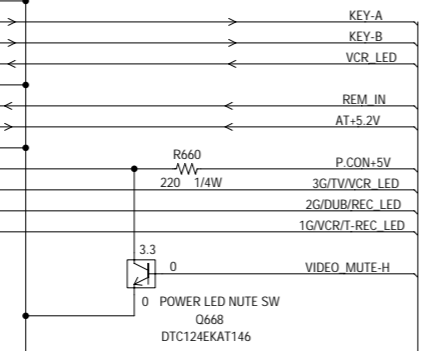 KEY-A
KEY-B
VCR_LED
REM_IN
AT+5.2V
R660
P.CON+5V
220 1/4W
3G/TV/VCR_LED
2G/DUB/REC_LED
1G/VCR/T-REC_LED
3.3
0
VIDEO_MUTE-H
0 POWER LED NUTE SW
Q668
DTC124EKAT146